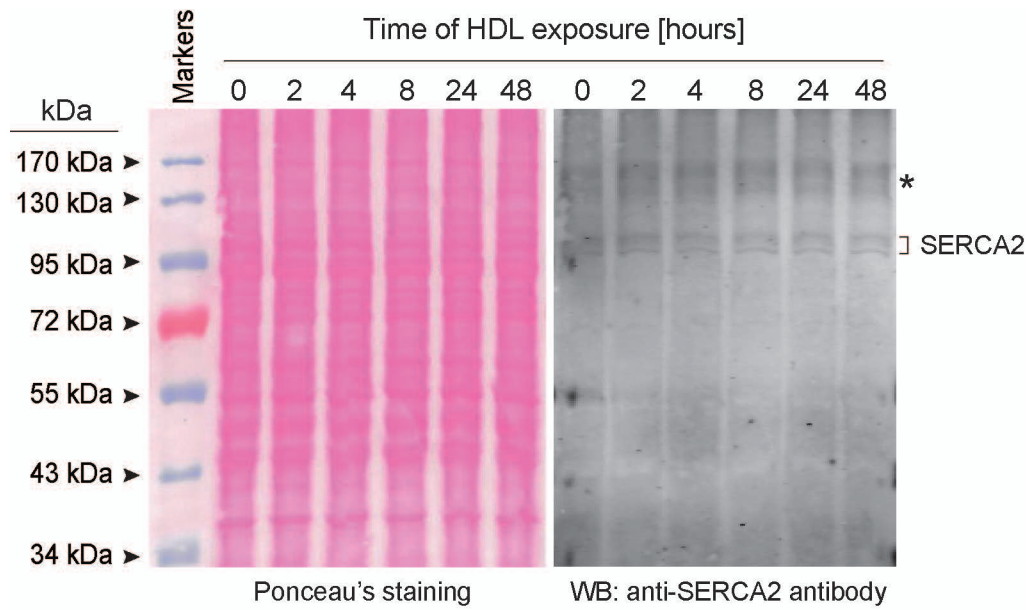 Time of HDL exposure [hours]
Markers
0 2 4 8 24 48 0 2 4 8 24 48
kDa
170 kDa
130 kDa
95 kDa
72 kDa
55 kDa
43 kDa
34 kDa
*
SERCA2
Ponceau's staining
WB: anti-SERCA2 antibody